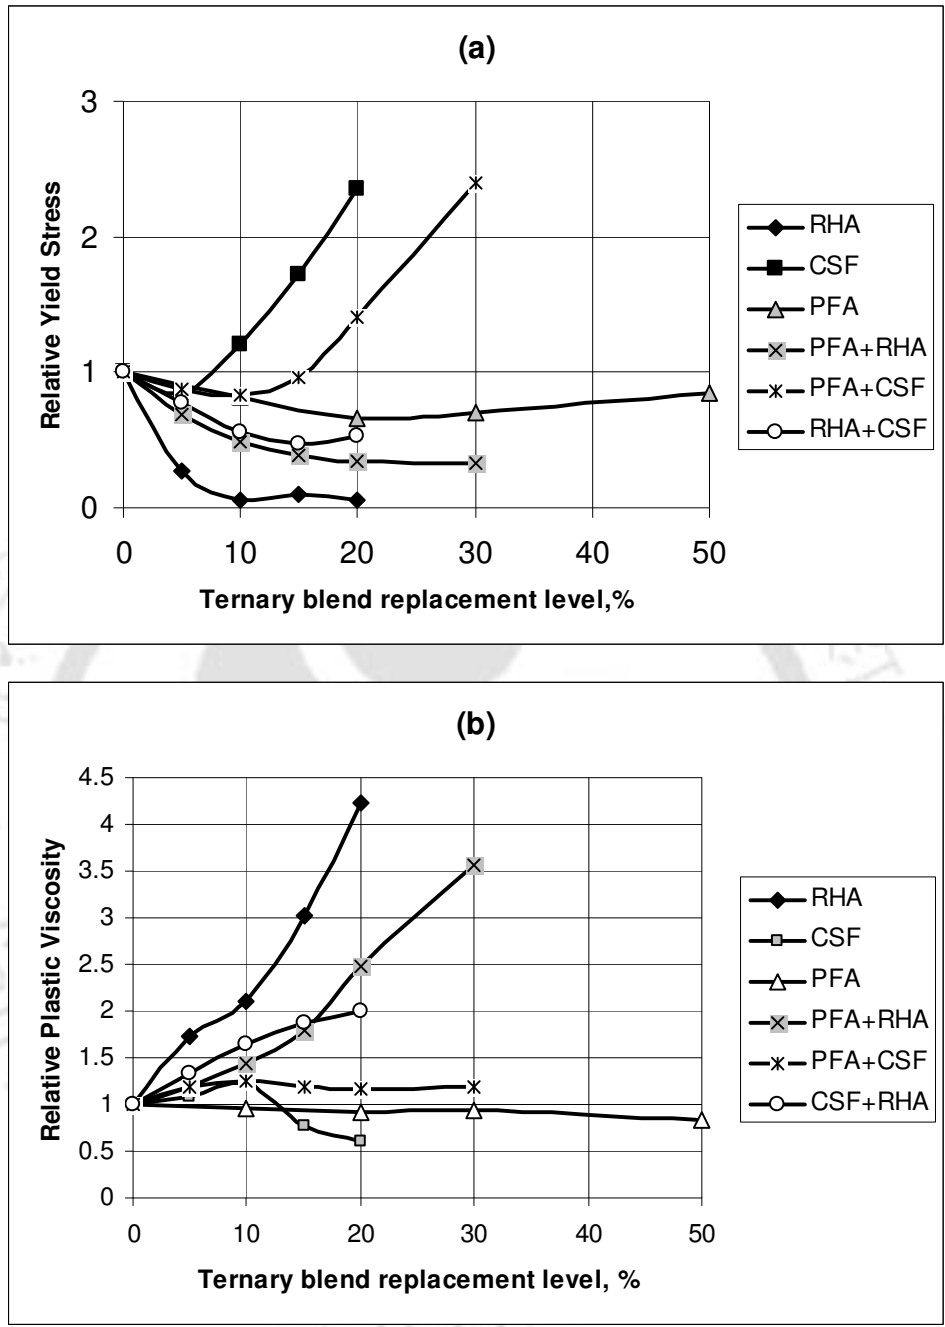 (a)
3
2
1
0
Relative Yield Stress
0 10 20 30 40 50
Ternary blend replacement level,%
RHA
CSF
PFA
PFA+RHA
PFA+CSF
RHA+CSF
(b)
4.5
4
3.5
3
2.5
2
1.5
1
0.5
0
Relative Plastic Viscosity
0 10 20 30 40 50
Ternary blend replacement level, %
RHA
CSF
PFA
PFA+RHA
PFA+CSF
CSF+RHA